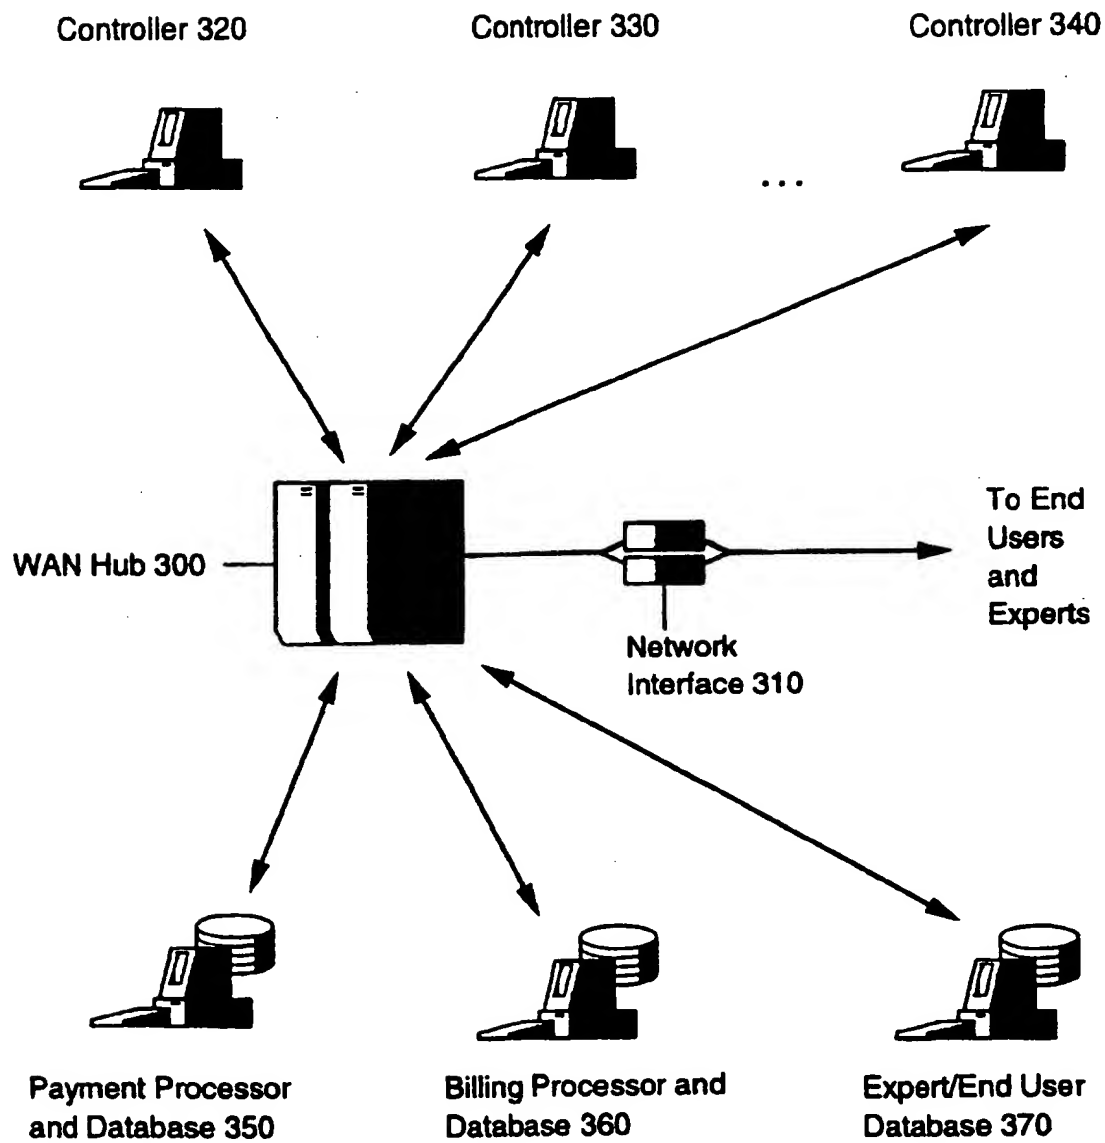 Controller 320
Controller 330
Controller 340
...
To End
Users
and
Experts
WAN Hub 300
Network
Interface 310
Payment Processor
and Database 350
Billing Processor and
Database 360
Expert/End User
Database 370